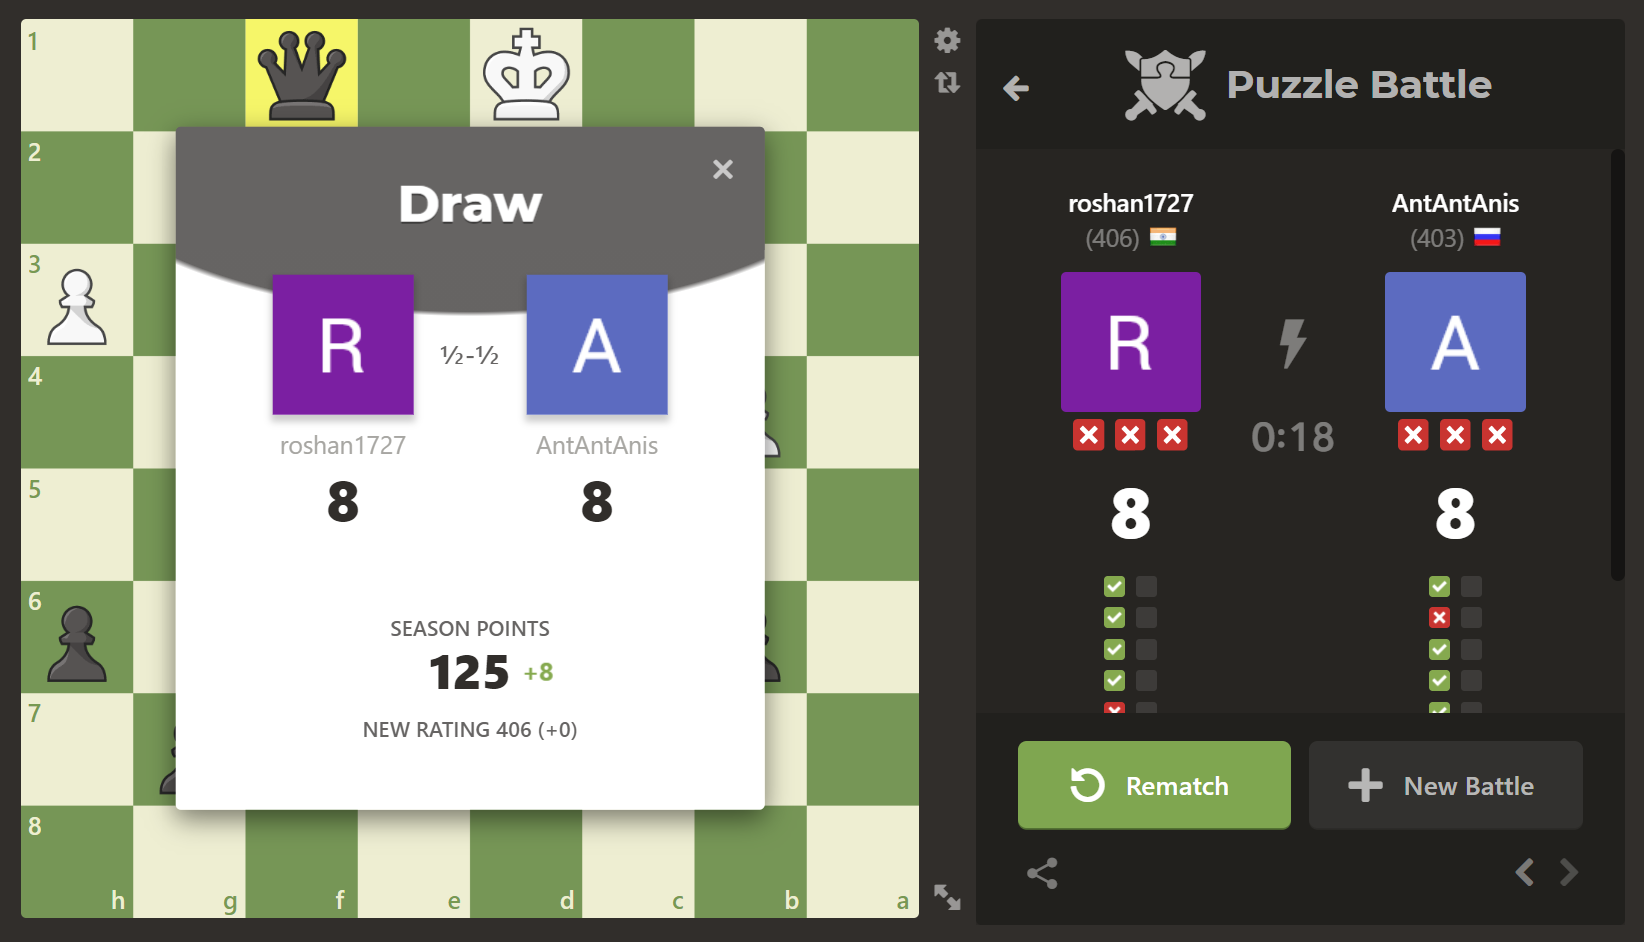 1
2
3
4
5
6
7
8
h
g
f
e
d
c
b
a
Draw
R
½-½
A
roshan1727
AntAntAnis
8
8
SEASON POINTS
125 +8
NEW RATING 406 (+0)
Puzzle Battle
roshan1727
AntAntAnis
(406)
(403)
R
A
0:18
8
8
Rematch
New Battle